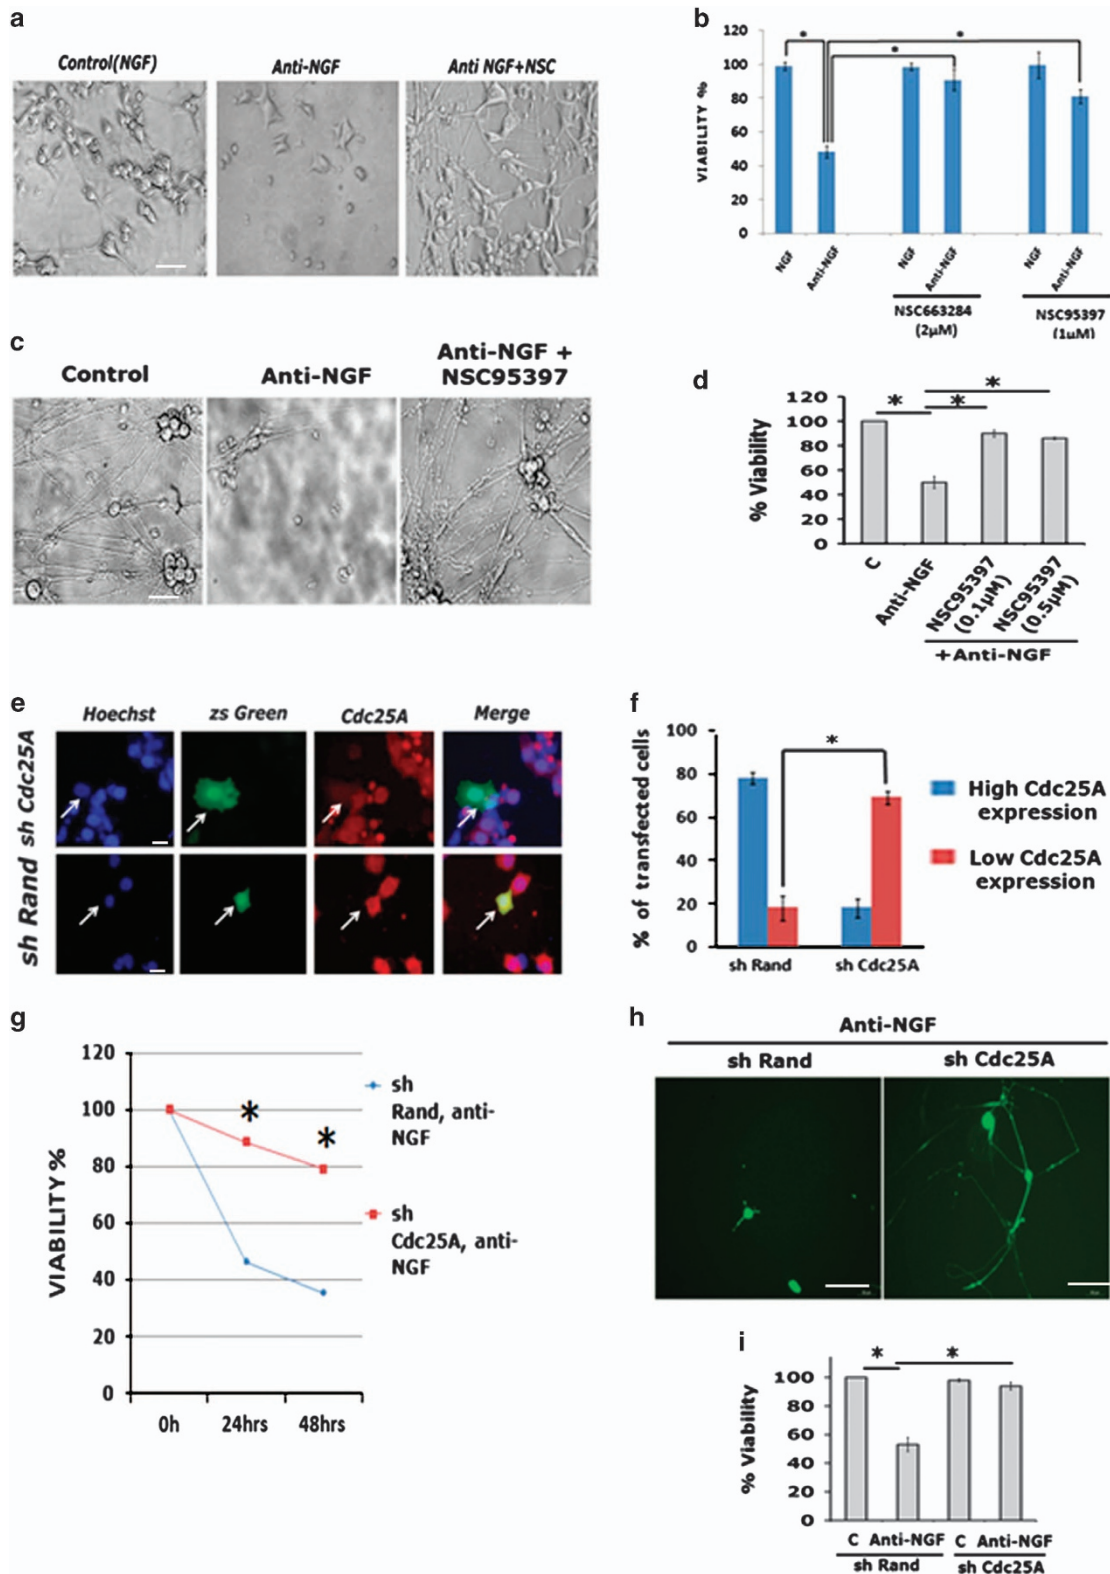 a
Control(NGF) Anti-NGF Anti NGF+NSC
b
120
100
80
60
40
20
0
VIABILITY %
* * *
NGF Anti-NGF NGF Anti-NGF NGF Anti-NGF
NSC663284 (2μM)
NSC95397 (1uM)
c
Control Anti-NGF
Anti-NGF +
NSC95397
d
120
100
80
60
40
20
0
% Viability
* * *
C Anti-NGF NSC95397 (0.1μM) NSC95397 (0.5μM)
+Anti-NGF
e
Hoechst zs Green Cdc25A Merge
sh Cdc25A
sh Rand
f
100
80
60
40
20
0
% of transfected cells
*
sh Rand sh Cdc25A
High Cdc25A
expression
Low Cdc25A
expression
g
120
100
80
60
40
20
0
VIABILITY %
* *
0h 24hrs 48hrs
sh
Rand, anti-
NGF
sh
Cdc25A, anti-
NGF
h
Anti-NGF
sh Rand sh Cdc25A
i
100
80
60
40
20
0
% Viability
* *
C Anti-NGF C Anti-NGF
sh Rand sh Cdc25A